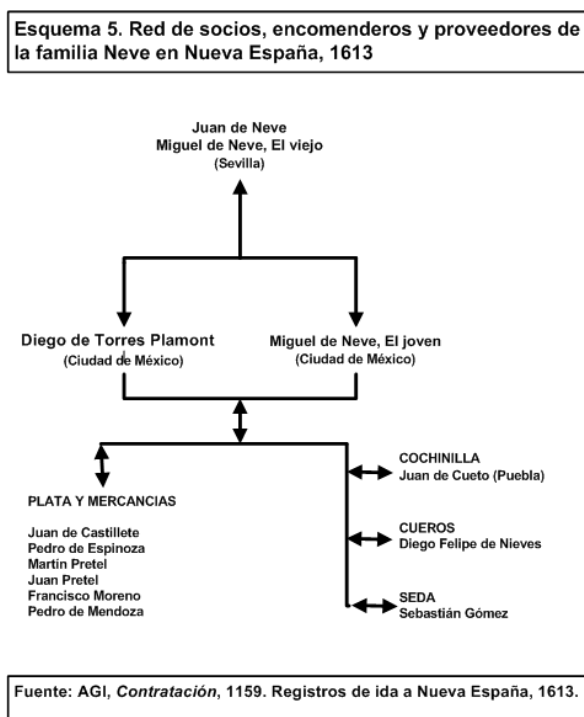 Esquema 5. Red de socios, encomenderos y proveedores de
la familia Neve en Nueva España, 1613
Juan de Neve
Miguel de Neve, El viejo
(Sevilla)
Diego de Torres Plamont
(Ciudad de México)
Miguel de Neve, El joven
(Ciudad de México)
PLATA Y MERCANCIAS
Juan de Castillete
Pedro de Espinoza
Martín Pretel
Juan Pretel
Francisco Moreno
Pedro de Mendoza
COCHINILLA
Juan de Cueto (Puebla)
CUEROS
Diego Felipe de Nieves
SEDA
Sebastián Gómez
Fuente: AGI, Contratación, 1159. Registros de ida a Nueva España, 1613.